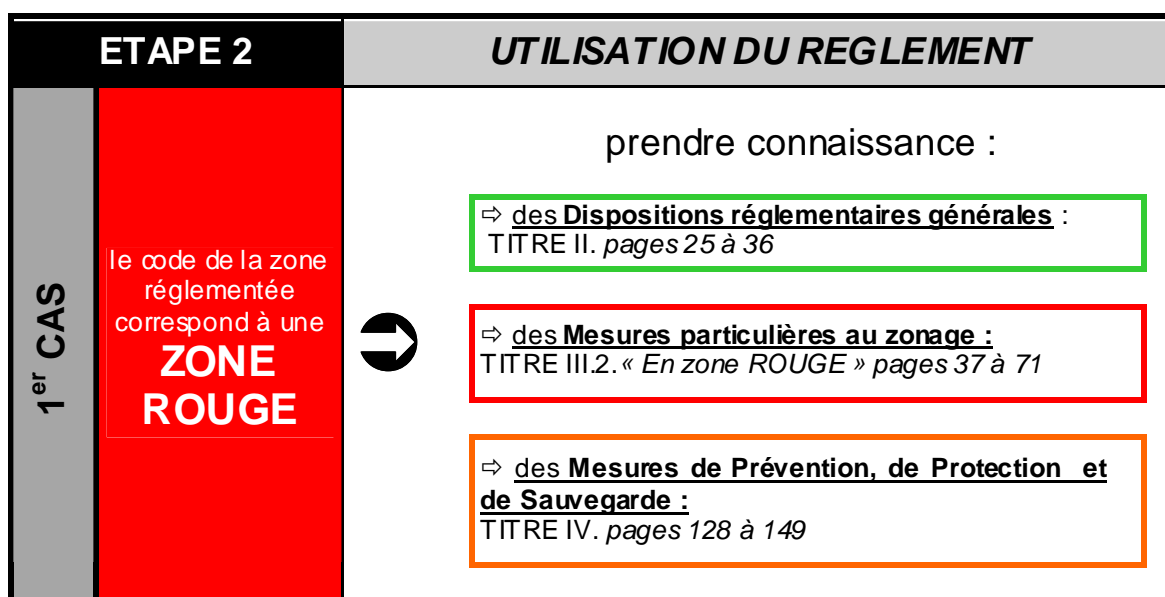 ETAPE 2
UTILISATION DU REGLEMENT
1er CAS
le code de la zone
réglementée
correspond à une
ZONE
ROUGE
prendre connaissance :
⇨ des Dispositions réglementaires générales :
TITRE II. pages 25 à 36
⇨ des Mesures particulières au zonage :
TITRE III.2. « En zone ROUGE » pages 37 à 71
⇨ des Mesures de Prévention, de Protection et
de Sauvegarde :
TITRE IV. pages 128 à 149